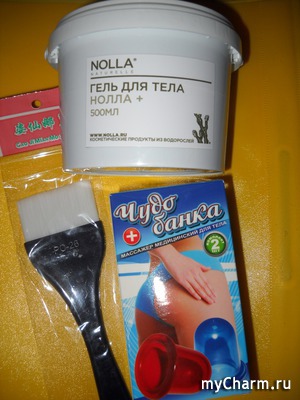 NOLLA
NATURELLE
ГЕЛЬ ДЛЯ ТЕЛА
НОЛЛА +
500МЛ
WWW.NOLLA.RU
КОСМЕТИЧЕСКИЕ ПРОДУКТЫ ИЗ ВОДОРОСЛЕЙ
Чудо
банка
МАССАЖЕР МЕДИЦИНСКИЙ ДЛЯ ТЕЛА
2
myCharm.ru